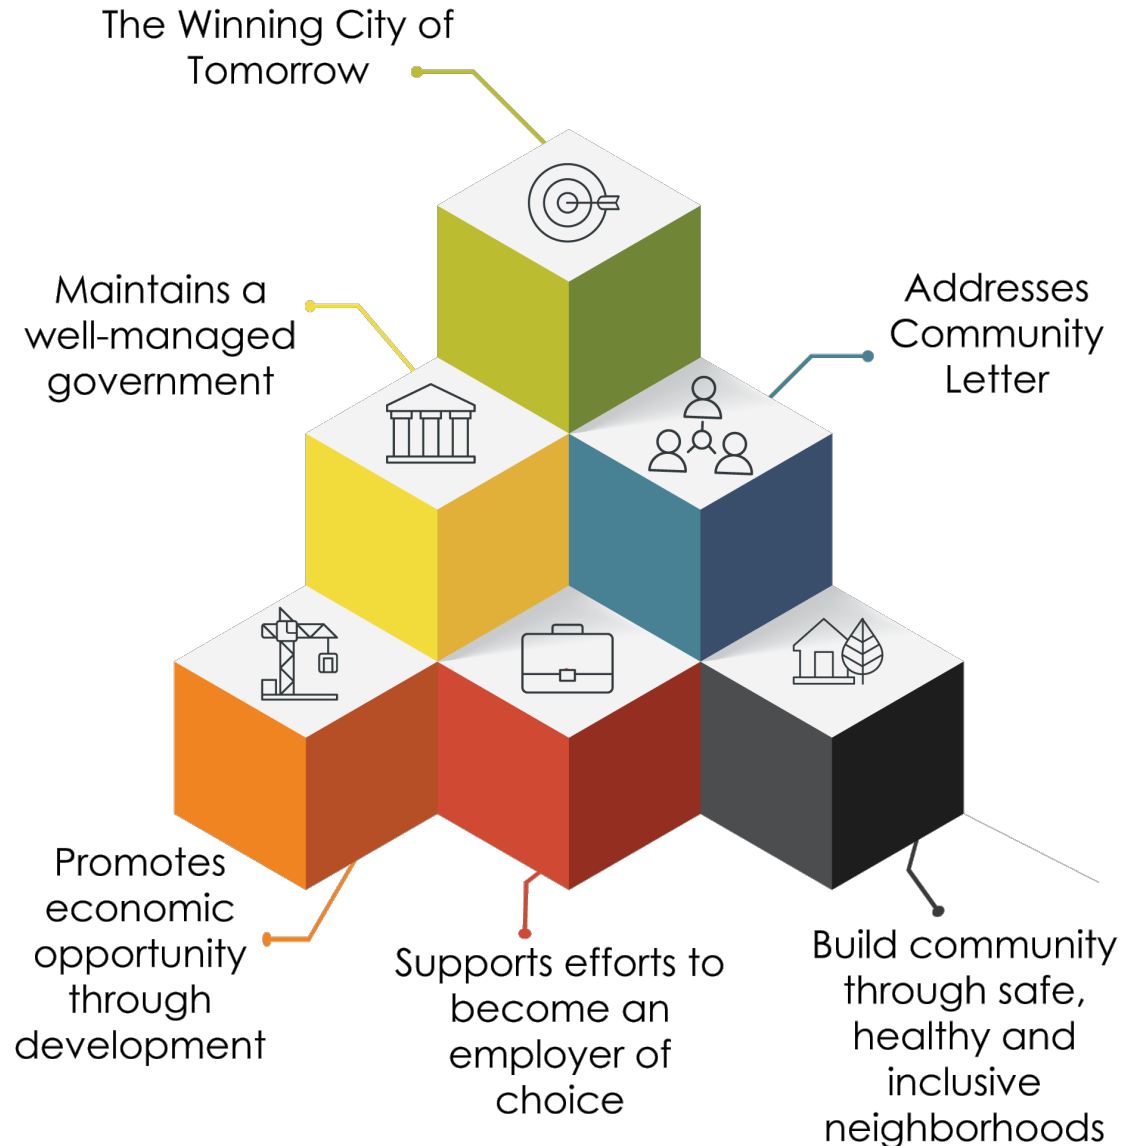 The Winning City of
Tomorrow
Maintains a
well-managed
government
Addresses
Community
Letter
Promotes
economic
opportunity
through
development
Supports efforts to
become an
employer of
choice
Build community
through safe,
healthy and
inclusive
neighborhoods